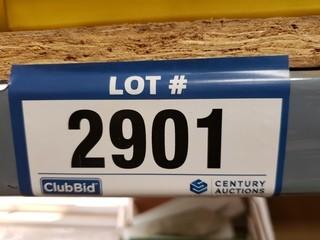 LOT #
2901
ClubBid
CENTURY
AUCTIONS